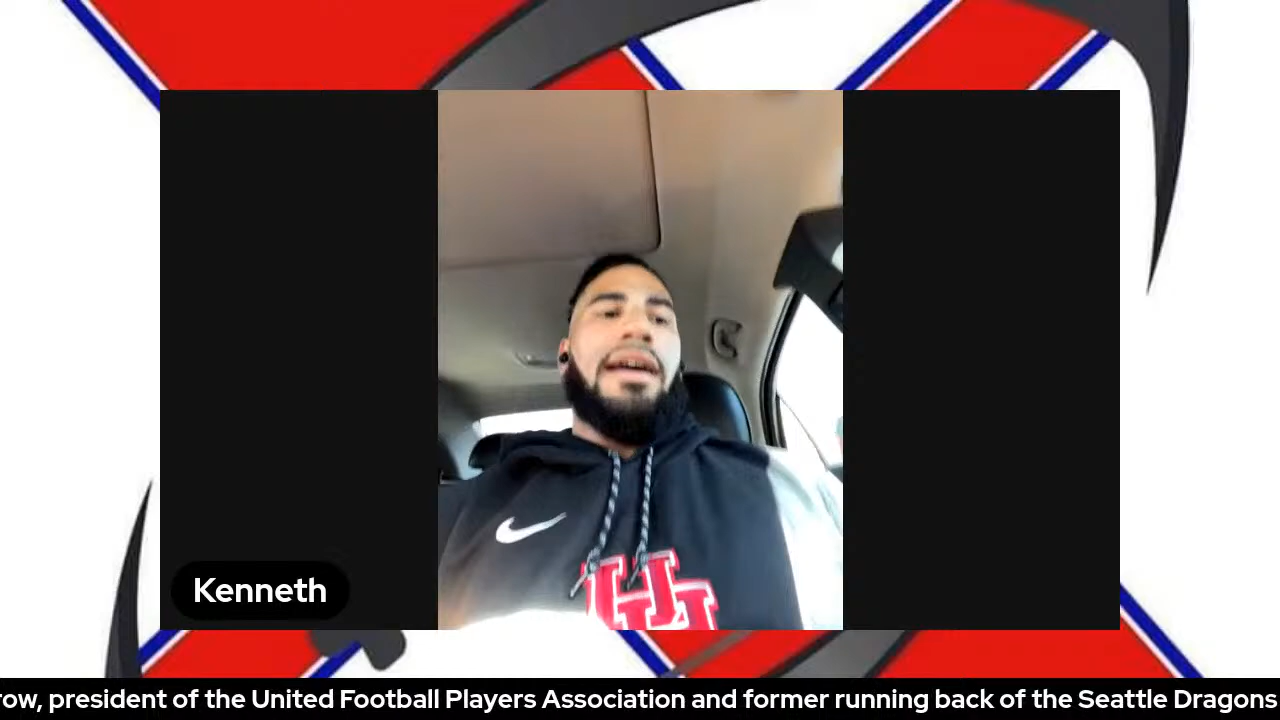 UH
Kenneth
row, president of the United Football Players Association and former running back of the Seattle Dragons